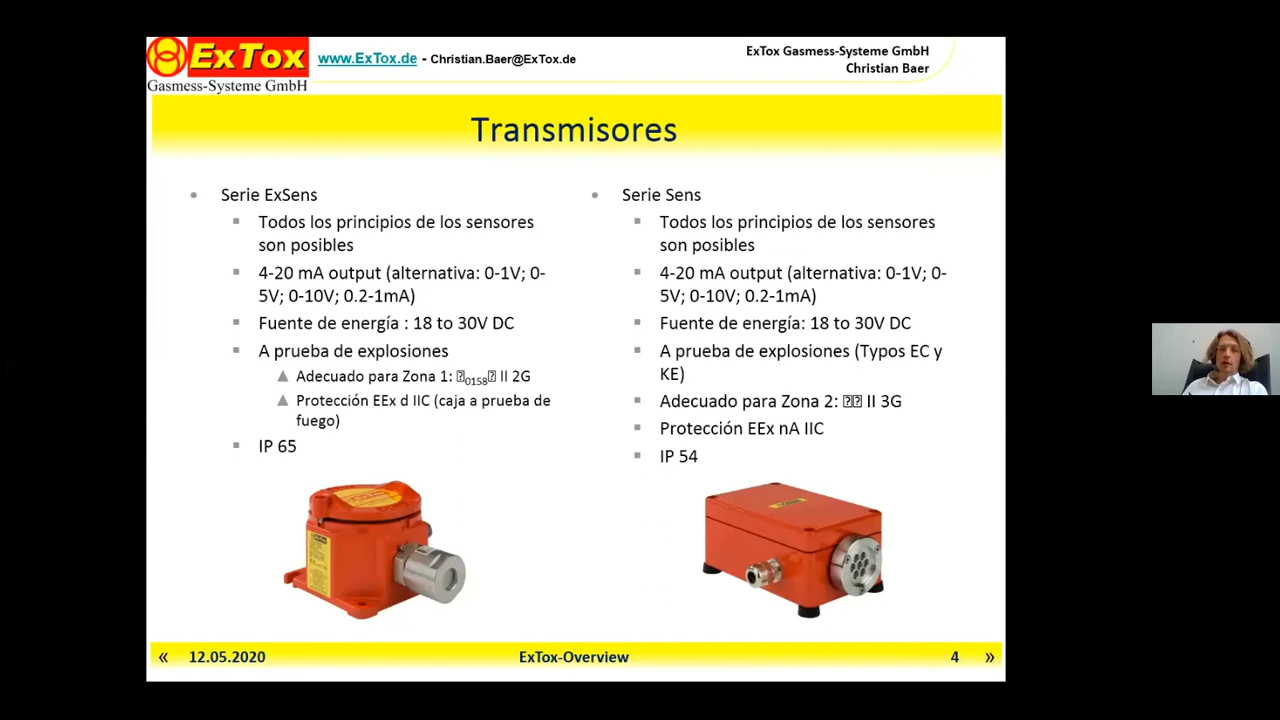 ExTox
Gasmess-Systeme GmbH
www.ExTox.de - Christian.Baer@ExTox.de
ExTox Gasmess-Systeme GmbH
Christian Baer
Transmisores
Serie ExSens
Todos los principios de los sensores
son posibles
4-20 mA output (alternativa: 0-1V; 0-
5V; 0-10V; 0.2-1mA)
Fuente de energía : 18 to 30V DC
A prueba de explosiones
Adecuado para Zona 1: 0158 II 2G
Protección EEx d IIC (caja a prueba de
fuego)
IP 65
Serie Sens
Todos los principios de los sensores
son posibles
4-20 mA output (alternativa: 0-1V; 0-
5V; 0-10V; 0.2-1mA)
Fuente de energía: 18 to 30V DC
A prueba de explosiones (Typos EC y
KE)
Adecuado para Zona 2: II 3G
Protección EEx nA IIC
IP 54
« 12.05.2020
ExTox-Overview
4 »